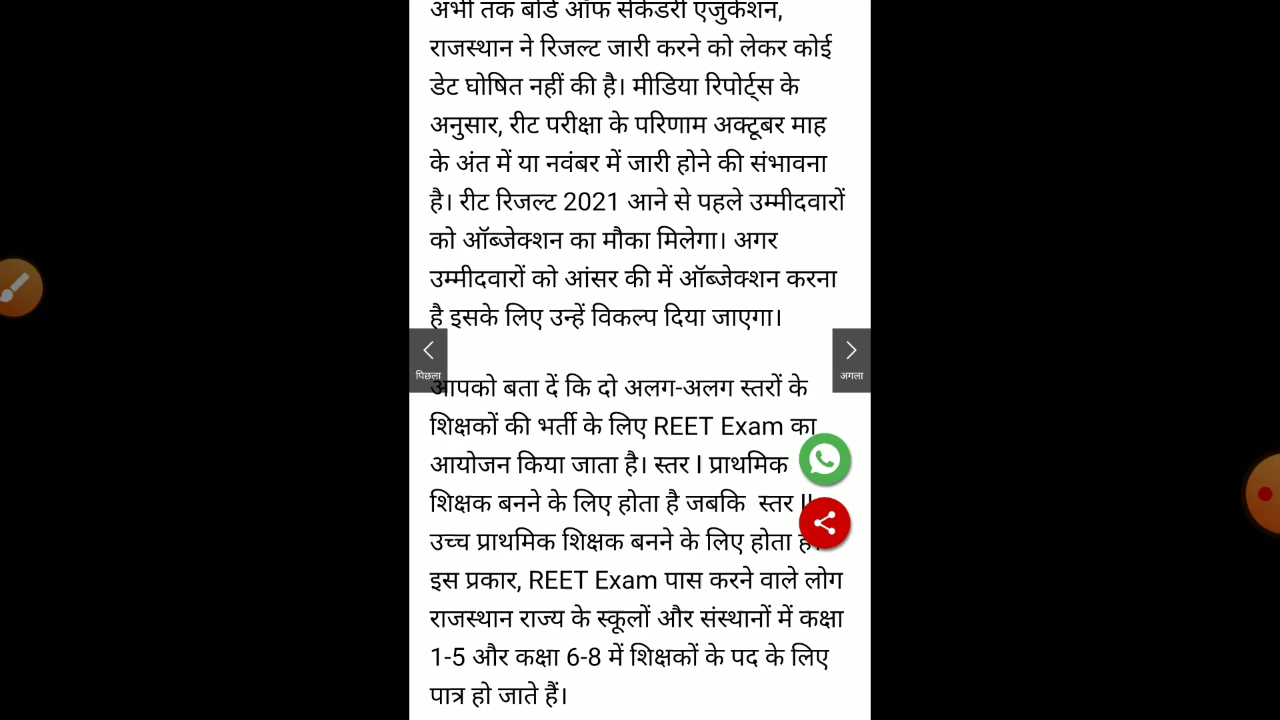 अभी तक बोर्ड ऑफ सेकेंडरी एजुकेशन,
राजस्थान ने रिजल्ट जारी करने को लेकर कोई
डेट घोषित नहीं की है। मीडिया रिपोर्ट्स के
अनुसार, रीट परीक्षा के परिणाम अक्टूबर माह
के अंत में या नवंबर में जारी होने की संभावना
है। रीट रिजल्ट 2021 आने से पहले उम्मीदवारों
को ऑब्जेक्शन का मौका मिलेगा। अगर
उम्मीदवारों को आंसर की में ऑब्जेक्शन करना
है इसके लिए उन्हें विकल्प दिया जाएगा।
पिछला
अगला
आपको बता दें कि दो अलग-अलग स्तरों के
शिक्षकों की भर्ती के लिए REET Exam का
आयोजन किया जाता है। स्तर I प्राथमिक
शिक्षक बनने के लिए होता है जबकि स्तर II
उच्च प्राथमिक शिक्षक बनने के लिए होता है।
इस प्रकार, REET Exam पास करने वाले लोग
राजस्थान राज्य के स्कूलों और संस्थानों में कक्षा
1-5 और कक्षा 6-8 में शिक्षकों के पद के लिए
पात्र हो जाते हैं।